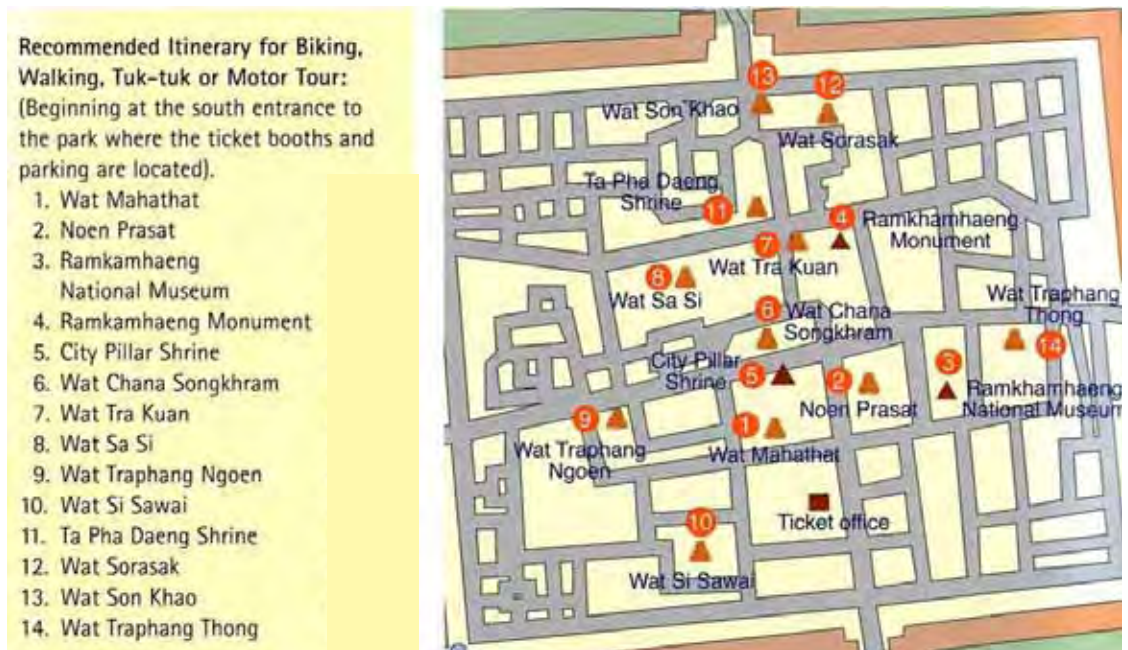 Recommended Itinerary for Biking,
Walking, Tuk-tuk or Motor Tour:
(Beginning at the south entrance to
the park where the ticket booths and
parking are located).
1. Wat Mahathat
2. Noen Prasat
3. Ramkamhaeng
National Museum
4. Ramkamhaeng Monument
5. City Pillar Shrine
6. Wat Chana Songkhram
7. Wat Tra Kuan
8. Wat Sa Si
9. Wat Traphang Ngoen
10. Wat Si Sawai
11. Ta Pha Daeng Shrine
12. Wat Sorasak
13. Wat Son Khao
14. Wat Traphang Thong
13
Wat Son Khao
12
Wat Sorasak
Ta Pha Daeng
Shrine
11
4
Ramkhamhaeng
Monument
7
Wat Tra Kuan
8
Wat Sa Si
6
Wat Chana
Songkhram
Wat Traphang
Thong
14
City Pillar
Shrine
5
2
Noen Prasat
3
Ramkhamhaeng
National Museum
9
Wat Traphang
Ngoen
1
Wat Mahathat
Ticket office
10
Wat Si Sawai